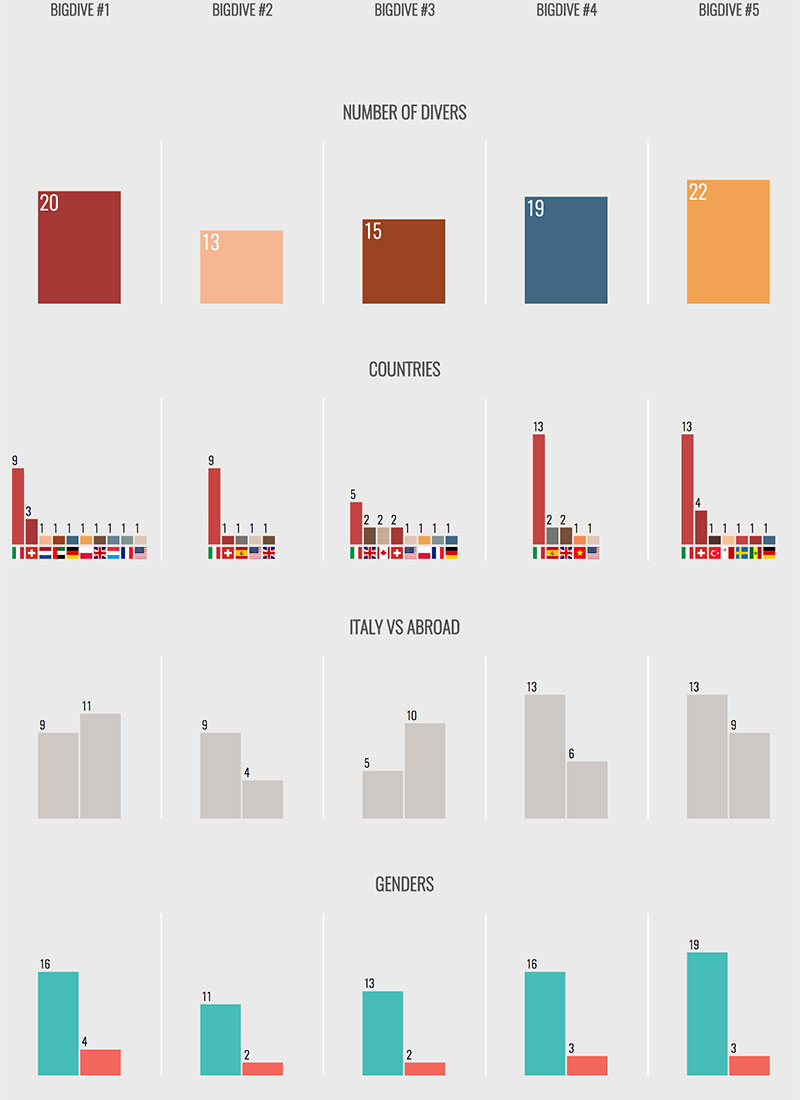 BIGDIVE #1 BIGDIVE #2 BIGDIVE #3 BIGDIVE #4 BIGDIVE #5
NUMBER OF DIVERS
20 13 15 19 22
COUNTRIES
9 3 1 1 1 1 1 1 1 1 9 1 1 1 1 5 2 2 2 1 1 1 1 13 2 2 1 1 13 4 1 1 1 1 1
ITALY VS ABROAD
9 11 9 4 5 10 13 6 13 9
GENDERS
16 4 11 2 13 2 16 3 19 3